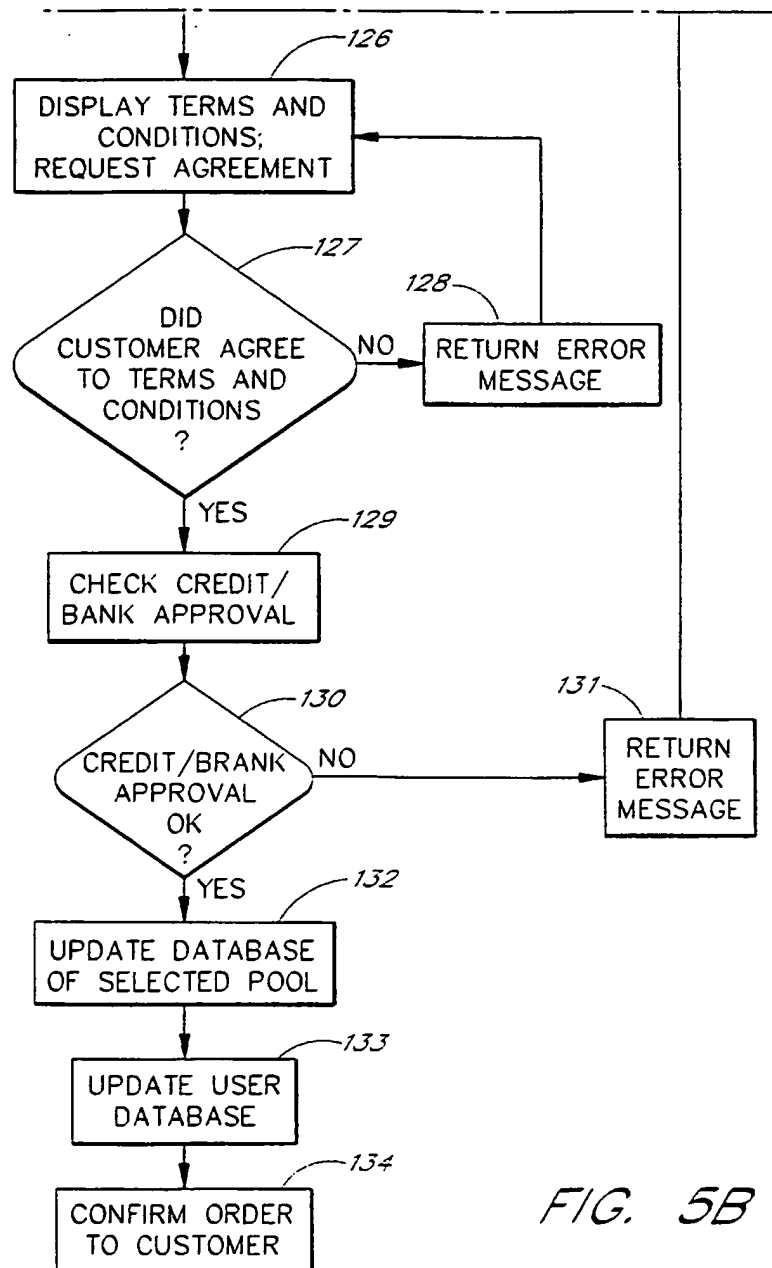 126
DISPLAY TERMS AND
CONDITIONS;
REQUEST AGREEMENT
127
DID
CUSTOMER AGREE
TO TERMS AND
CONDITIONS
?
NO
128
RETURN ERROR
MESSAGE
YES
129
CHECK CREDIT/
BANK APPROVAL
130
CREDIT/BRANK
APPROVAL
OK
?
NO
131
RETURN
ERROR
MESSAGE
YES
132
UPDATE DATABASE
OF SELECTED POOL
133
UPDATE USER
DATABASE
134
CONFIRM ORDER
TO CUSTOMER
FIG. 5B